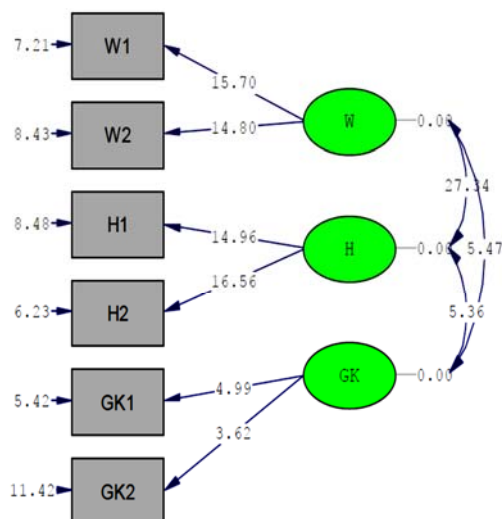 7.21 W1
15.70
8.43 W2 14.80 W 0.00
27.34
8.48 H1 14.96 H 0.00 5.47
16.56
6.23 H2 5.36
5.42 GK1 4.99 GK 0.00
3.62
11.42 GK2